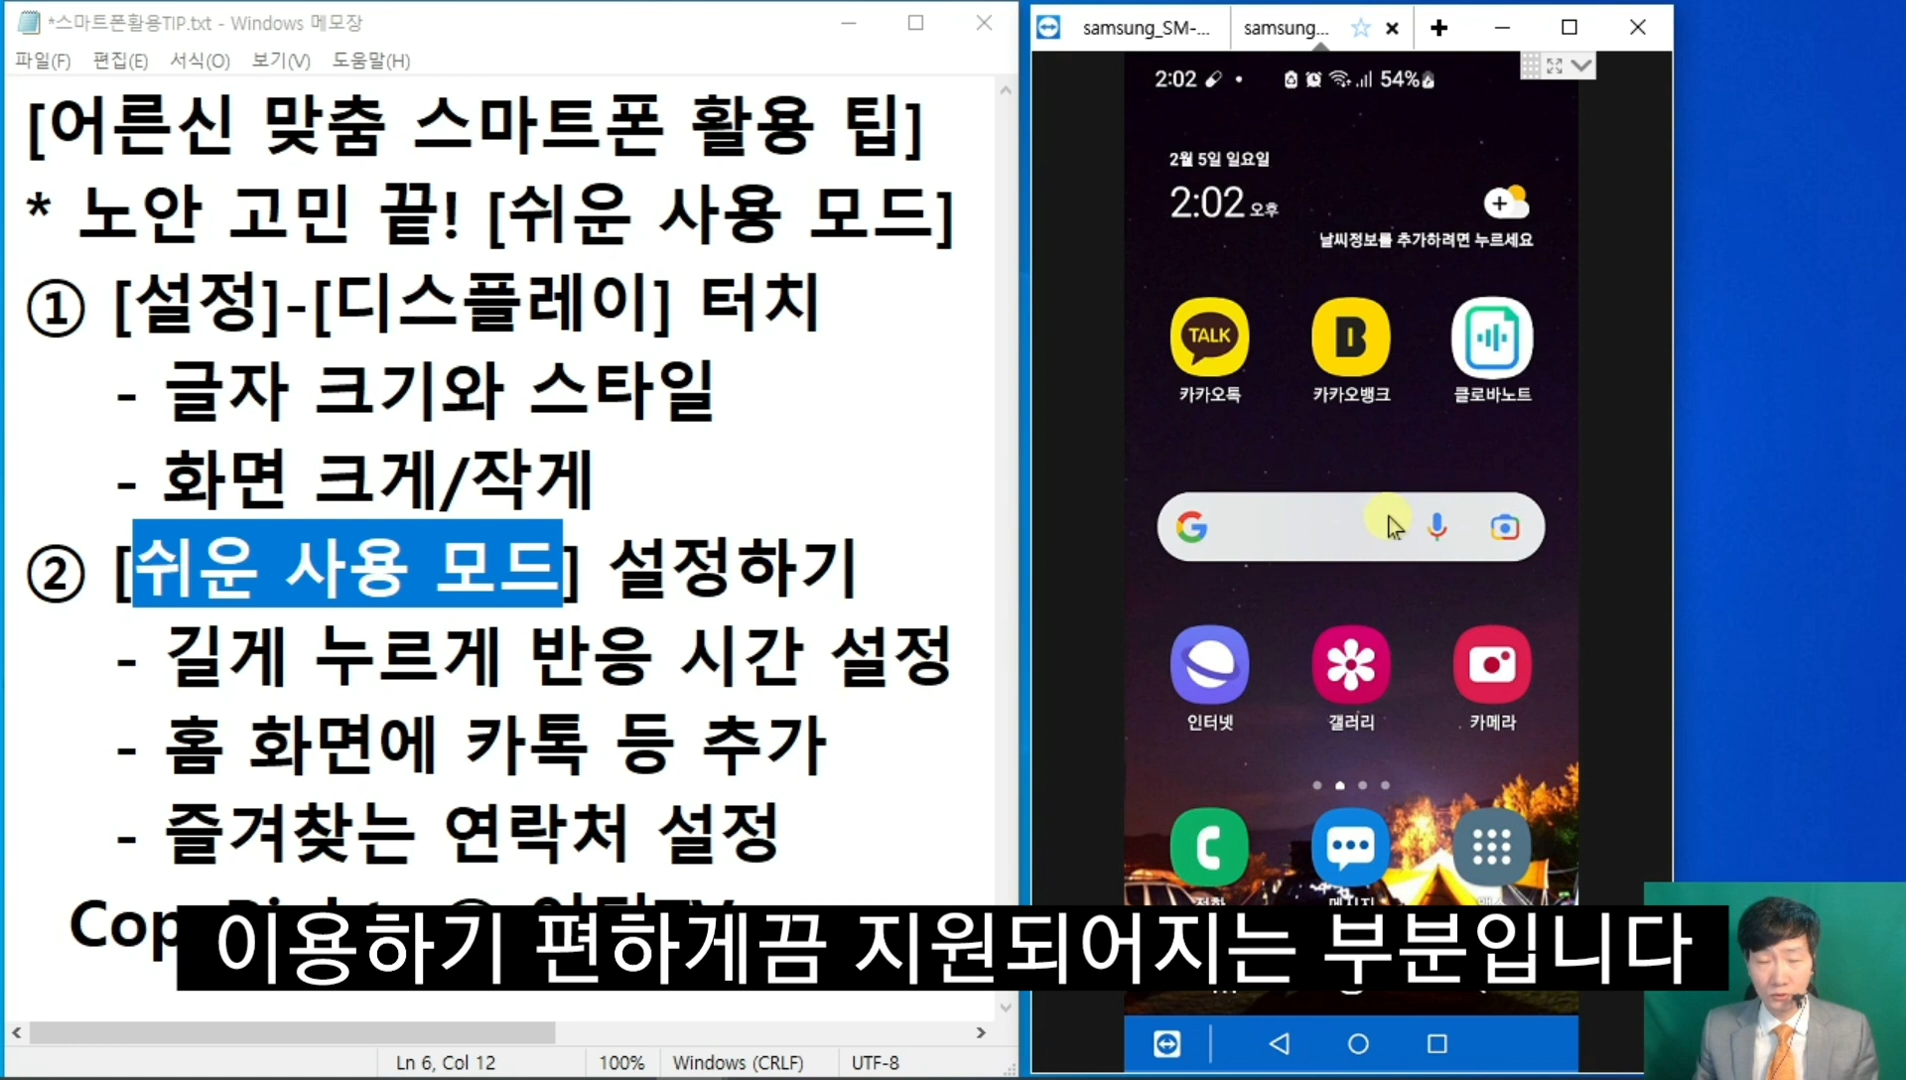 *스마트폰활용TIP.txt - Windows 메모장
파일(F) 편집(E) 서식(O) 보기(V) 도움말(H)
[어른신 맞춤 스마트폰 활용 팁]
* 노안 고민 끝! [쉬운 사용 모드]
① [설정]-[디스플레이] 터치
- 글자 크기와 스타일
- 화면 크게/작게
② [쉬운 사용 모드] 설정하기
- 길게 누르게 반응 시간 설정
- 홈 화면에 카톡 등 추가
- 즐겨찾는 연락처 설정
Ln 6, Col 12 100% Windows (CRLF) UTF-8
samsung_SM-... samsung...
2:02 54%
2월 5일 일요일
2:02 오후
날씨정보를 추가하려면 누르세요
TALK B
카카오톡 카카오뱅크 클로바노트
G
인터넷 갤러리 카메라
이용하기 편하게끔 지원되어지는 부분입니다